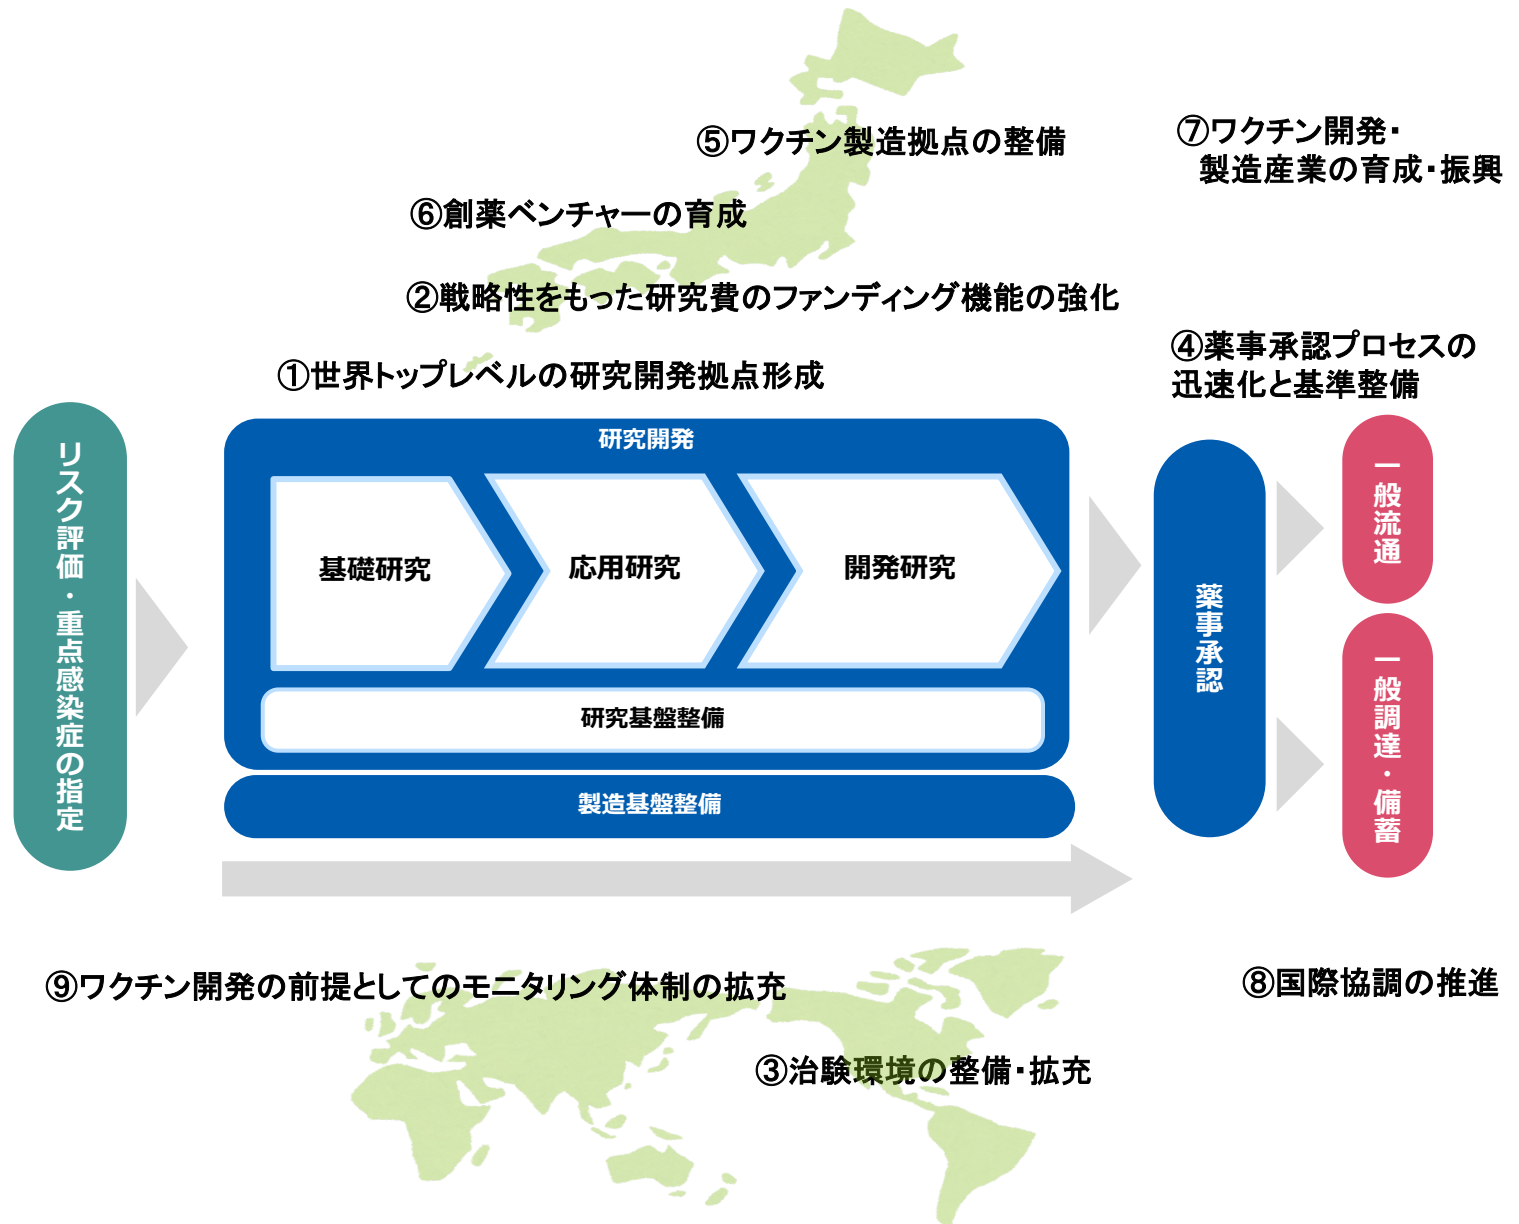 ⑤ワクチン製造拠点の整備
⑦ワクチン開発・
製造産業の育成・振興
⑥創薬ベンチャーの育成
②戦略性をもった研究費のファンディング機能の強化
④薬事承認プロセスの
迅速化と基準整備
①世界トップレベルの研究開発拠点形成
リスク評価・重点感染症の指定
研究開発
基礎研究
応用研究
開発研究
研究基盤整備
製造基盤整備
薬事承認
一般流通
一般調達・備蓄
⑨ワクチン開発の前提としてのモニタリング体制の拡充
⑧国際協調の推進
③治験環境の整備・拡充